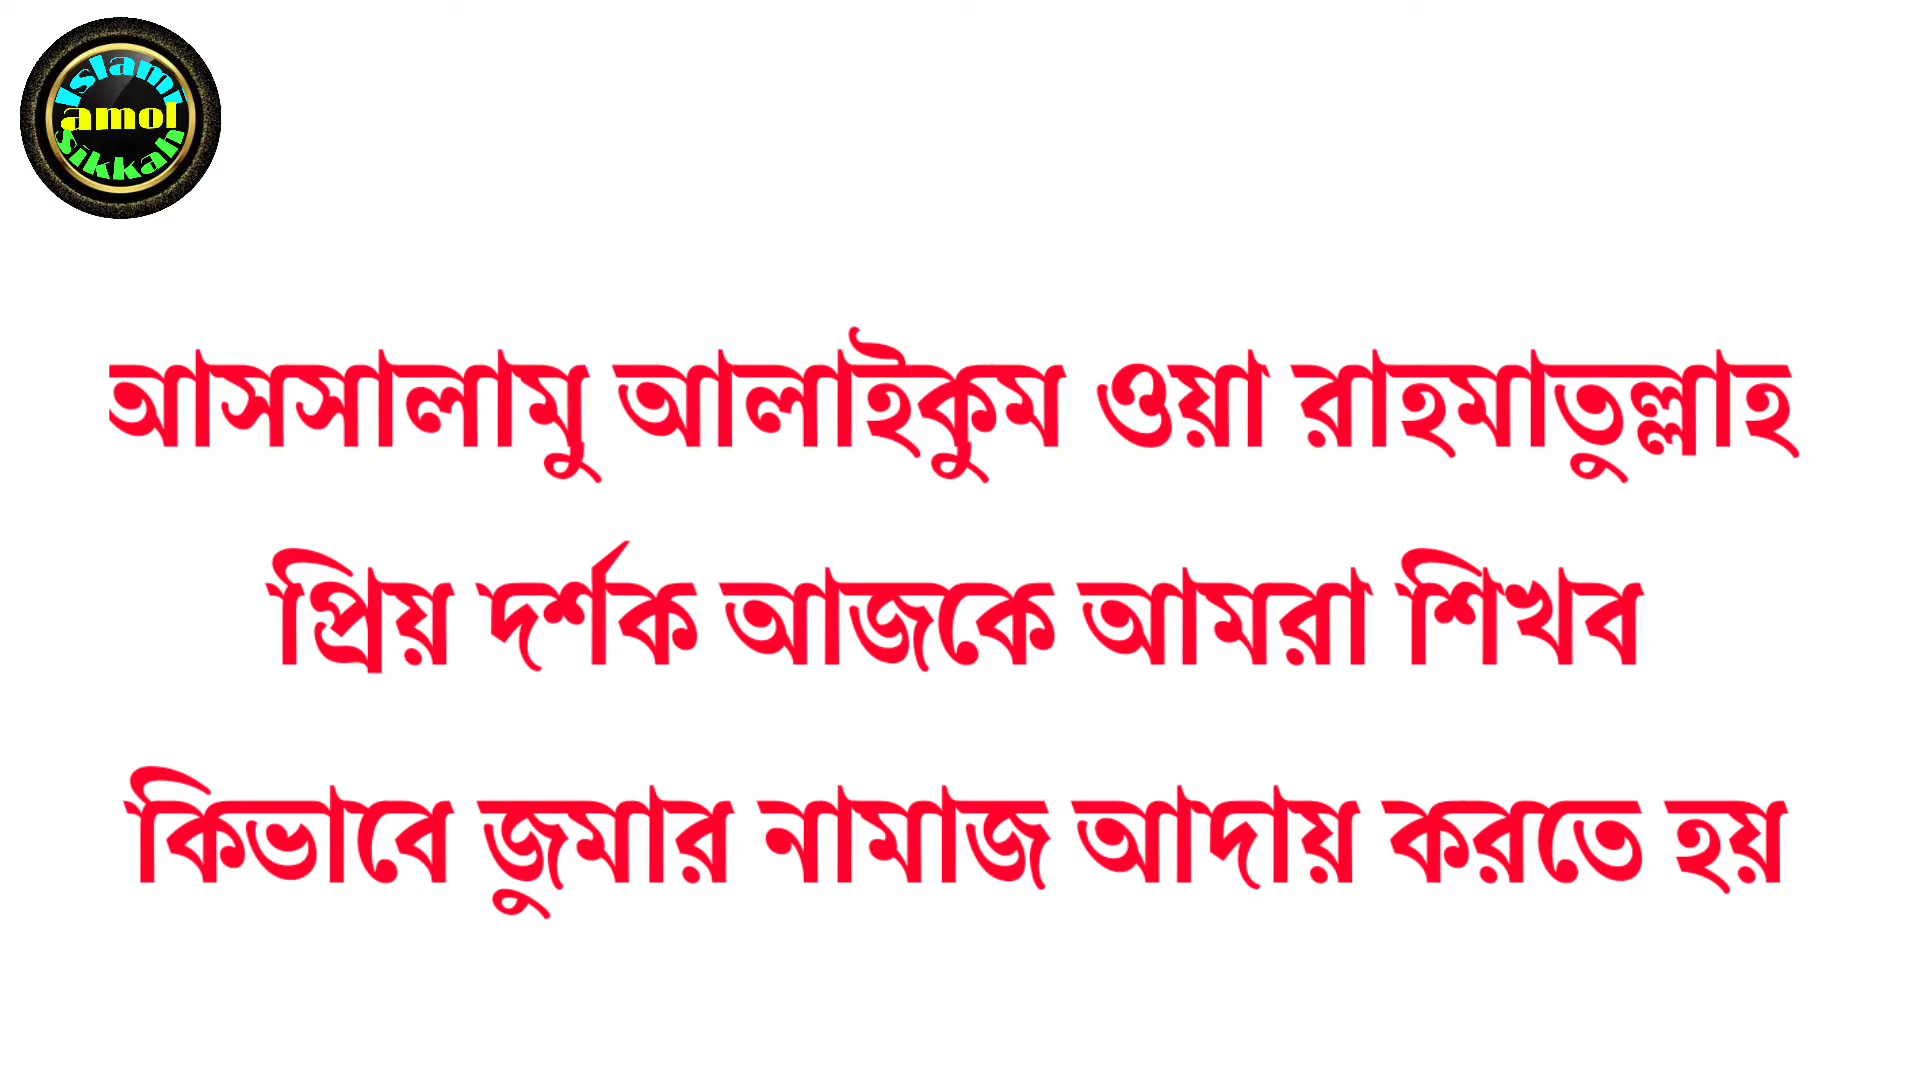 Islami
amol
sikkah
আসসালামু আলাইকুম ওয়া রাহমাতুল্লাহ
প্রিয় দর্শক আজকে আমরা শিখব
কিভাবে জুমার নামাজ আদায় করতে হয়